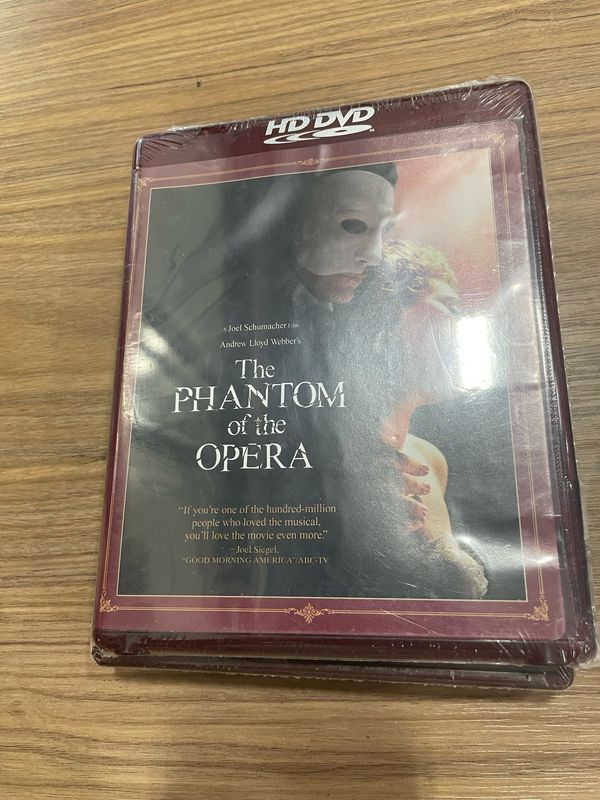 HD DVD
A Joel Schumacher Film
Andrew Lloyd Webber's
The
PHANTOM
of the
OPERA
"If you're one of the hundred-million
people who loved the musical,
you'll love the movie even more."
–Joel Siegel,
"GOOD MORNING AMERICA"/ABC-TV